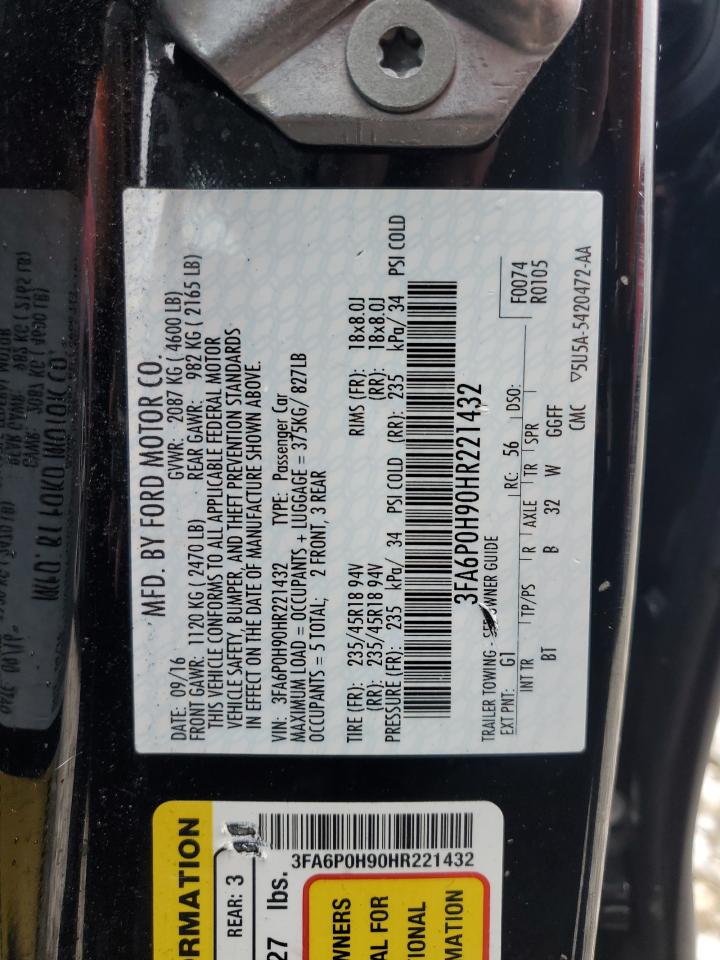 MFD. BY FORD MOTOR CO.
DATE: 09/16 GVWR: 2087 KG ( 4600 LB)
FRONT GAWR: 1120 KG ( 2470 LB) REAR GAWR: 982 KG ( 2165 LB)
THIS VEHICLE CONFORMS TO ALL APPLICABLE FEDERAL MOTOR
VEHICLE SAFETY, BUMPER, AND THEFT PREVENTION STANDARDS
IN EFFECT ON THE DATE OF MANUFACTURE SHOWN ABOVE.
VIN: 3FA6P0H90HR221432 TYPE: Passenger Car
MAXIMUM LOAD = OCCUPANTS + LUGGAGE = 375KG/ 827LB
OCCUPANTS = 5 TOTAL; 2 FRONT, 3 REAR
TIRE (FR): 235/45R18 94V RIMS (FR): 18x8.0J
(RR): 235/45R18 94V (RR): 18x8.0J
PRESSURE (FR): 235 kPa/ 34 PSI COLD (RR): 235 kPa/ 34 PSI COLD
3FA6P0H90HR221432
TRAILER TOWING - SEE OWNER GUIDE
EXT PNT: G1 RC: 56 DSO: F0074
R0105
INT TR TP/PS R AXLE TR SPR
BT B 32 W GGFF
CMC ▽5U5A-5420472-AA
FORMATION
REAR: 3
27 lbs.
3FA6P0H90HR221432
WNERS
AL FOR
TIONAL
MATION